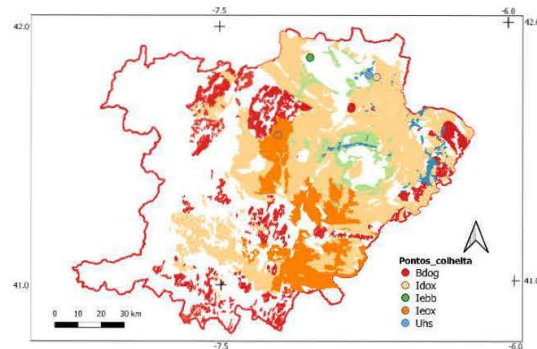 -7.5
-6.0
42.0
42.0
Pontos_colheita
Bdog
Idox
Iebb
Ieox
Uhs
41.0
41.0
0 10 20 30 km
-7.5
-6.0